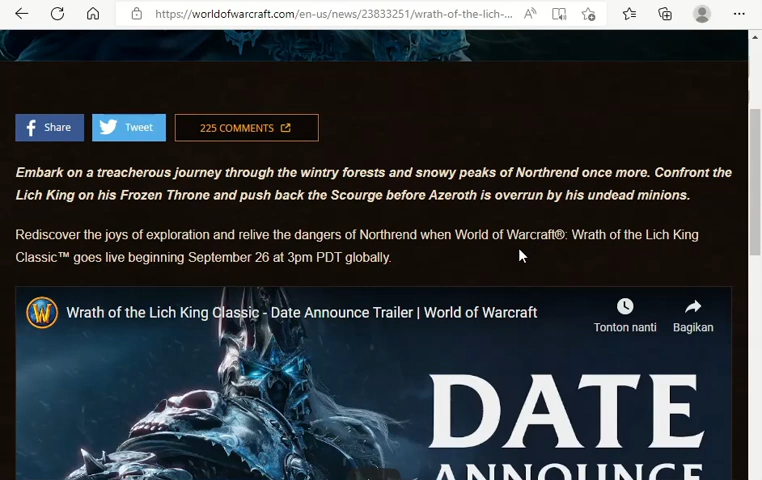 https://worldofwarcraft.com/en-us/news/23833251/wrath-of-the-lich-...
Share
Tweet
225 COMMENTS
Embark on a treacherous journey through the wintry forests and snowy peaks of Northrend once more. Confront the
Lich King on his Frozen Throne and push back the Scourge before Azeroth is overrun by his undead minions.
Rediscover the joys of exploration and relive the dangers of Northrend when World of Warcraft®: Wrath of the Lich King
Classic™ goes live beginning September 26 at 3pm PDT globally.
Wrath of the Lich King Classic - Date Announce Trailer | World of Warcraft
Tonton nanti
Bagikan
DATE
ANNOUNCE